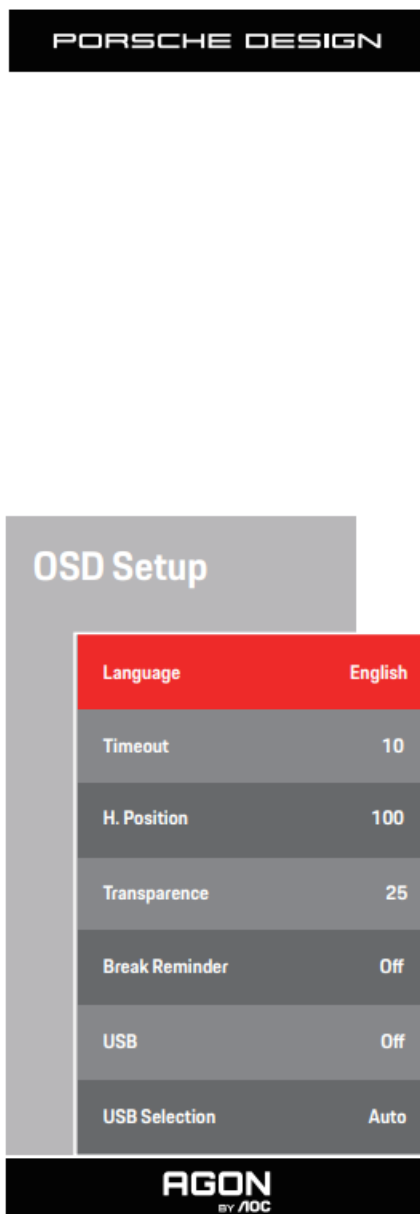 PORSCHE DESIGN
OSD Setup
Language English
Timeout 10
H. Position 100
Transparence 25
Break Reminder Off
USB Off
USB Selection Auto
AGON
BY AOC